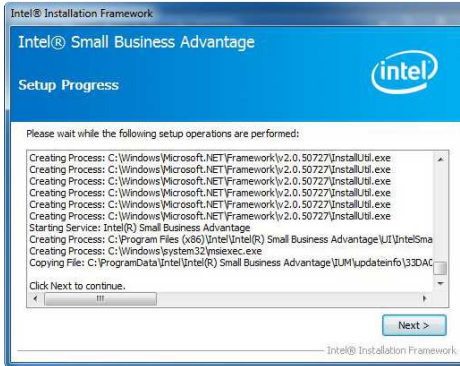 Intel® Installation Framework
Intel® Small Business Advantage
Setup Progress
intel
Please wait while the following setup operations are performed:
Creating Process: C:\Windows\Microsoft.NET\Framework\v2.0.50727\InstallUtil.exe
Creating Process: C:\Windows\Microsoft.NET\Framework\v2.0.50727\InstallUtil.exe
Creating Process: C:\Windows\Microsoft.NET\Framework\v2.0.50727\InstallUtil.exe
Creating Process: C:\Windows\Microsoft.NET\Framework\v2.0.50727\InstallUtil.exe
Creating Process: C:\Windows\Microsoft.NET\Framework\v2.0.50727\InstallUtil.exe
Creating Process: C:\Windows\Microsoft.NET\Framework\v2.0.50727\InstallUtil.exe
Starting Service: Intel(R) Small Business Advantage
Creating Process: C:\Program Files (x86)\Intel\Intel(R) Small Business Advantage\UI\IntelSma
Creating Process: C:\Windows\system32\msiexec.exe
Copying File: C:\ProgramData\Intel\Intel(R) Small Business Advantage\IUM\updateinfo\33DAC
Click Next to continue.
Next >
Intel® Installation Framework